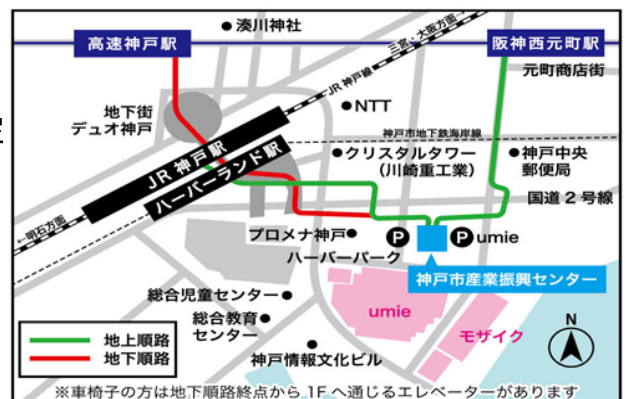 高速神戸駅
湊川神社
三宮・大阪方面→
阪神西元町駅
元町商店街
JR 神戸線
地下街
デュオ神戸
NTT
神戸市地下鉄海岸線
JR 神戸駅
ハーバーランド駅
クリスタルタワー
(川崎重工業)
神戸中央
郵便局
国道 2 号線
←明石方面
プロメナ神戸
ハーバーパーク
P
P umie
神戸市産業振興センター
総合児童センター
総合教育
センター
umie
モザイク
神戸情報文化ビル
N
地上順路
地下順路
※車椅子の方は地下順路終点から 1F へ通じるエレベーターがあります